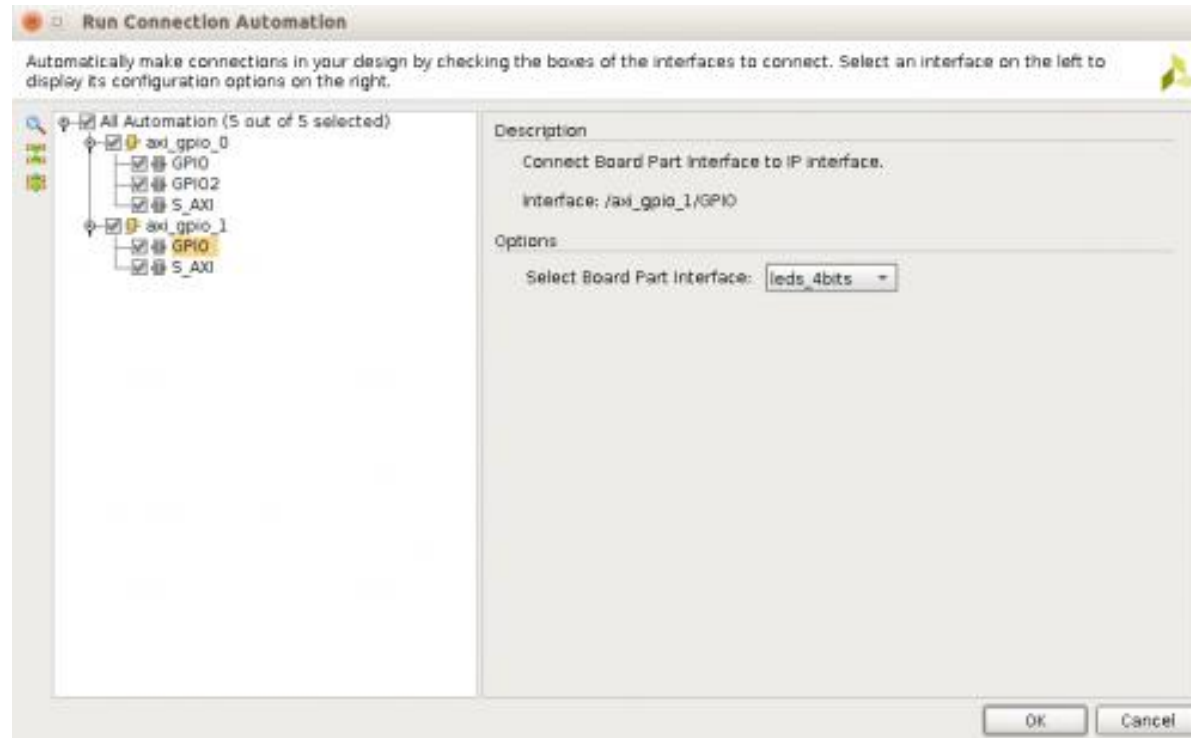 Run Connection Automation
Automatically make connections in your design by checking the boxes of the interfaces to connect. Select an interface on the left to
display its configuration options on the right.
All Automation (5 out of 5 selected)
axi_gpio_0
GPIO
GPIO2
S_AXI
axi_gpio_1
GPIO
S_AXI
Description
Connect Board Part Interface to IP interface.
Interface: /axi_gpio_1/GPIO
Options
Select Board Part Interface: leds_4bits
OK Cancel